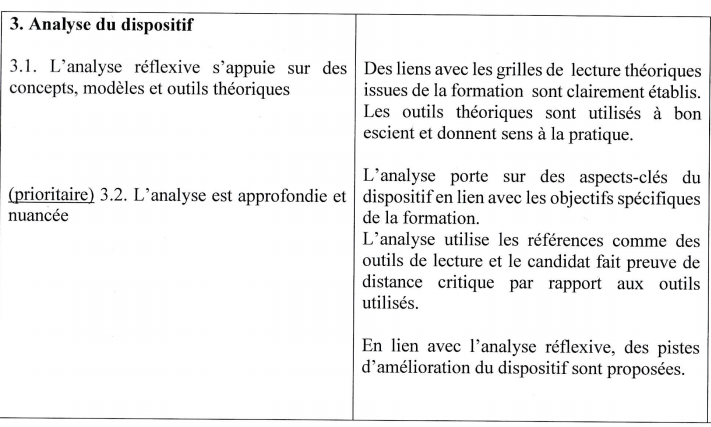 3. Analyse du dispositif
3.1. L'analyse réflexive s'appuie sur des
concepts, modèles et outils théoriques
(prioritaire) 3.2. L'analyse est approfondie et
nuancée
Des liens avec les grilles de lecture théoriques
issues de la formation sont clairement établis.
Les outils théoriques sont utilisés à bon
escient et donnent sens à la pratique.
L'analyse porte sur des aspects-clés du
dispositif en lien avec les objectifs spécifiques
de la formation.
L'analyse utilise les références comme des
outils de lecture et le candidat fait preuve de
distance critique par rapport aux outils
utilisés.
En lien avec l'analyse réflexive, des pistes
d'amélioration du dispositif sont proposées.